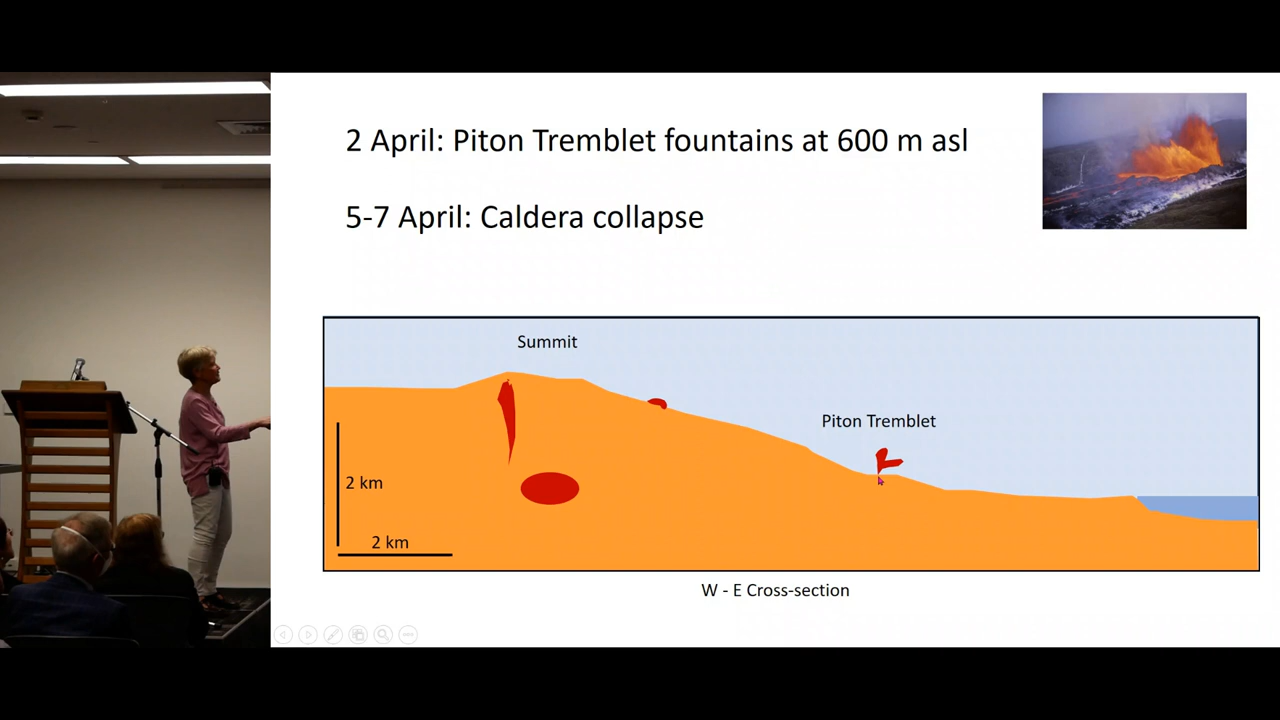 2 April: Piton Tremblet fountains at 600 m asl
5-7 April: Caldera collapse
Summit
Piton Tremblet
2 km
2 km
W - E Cross-section